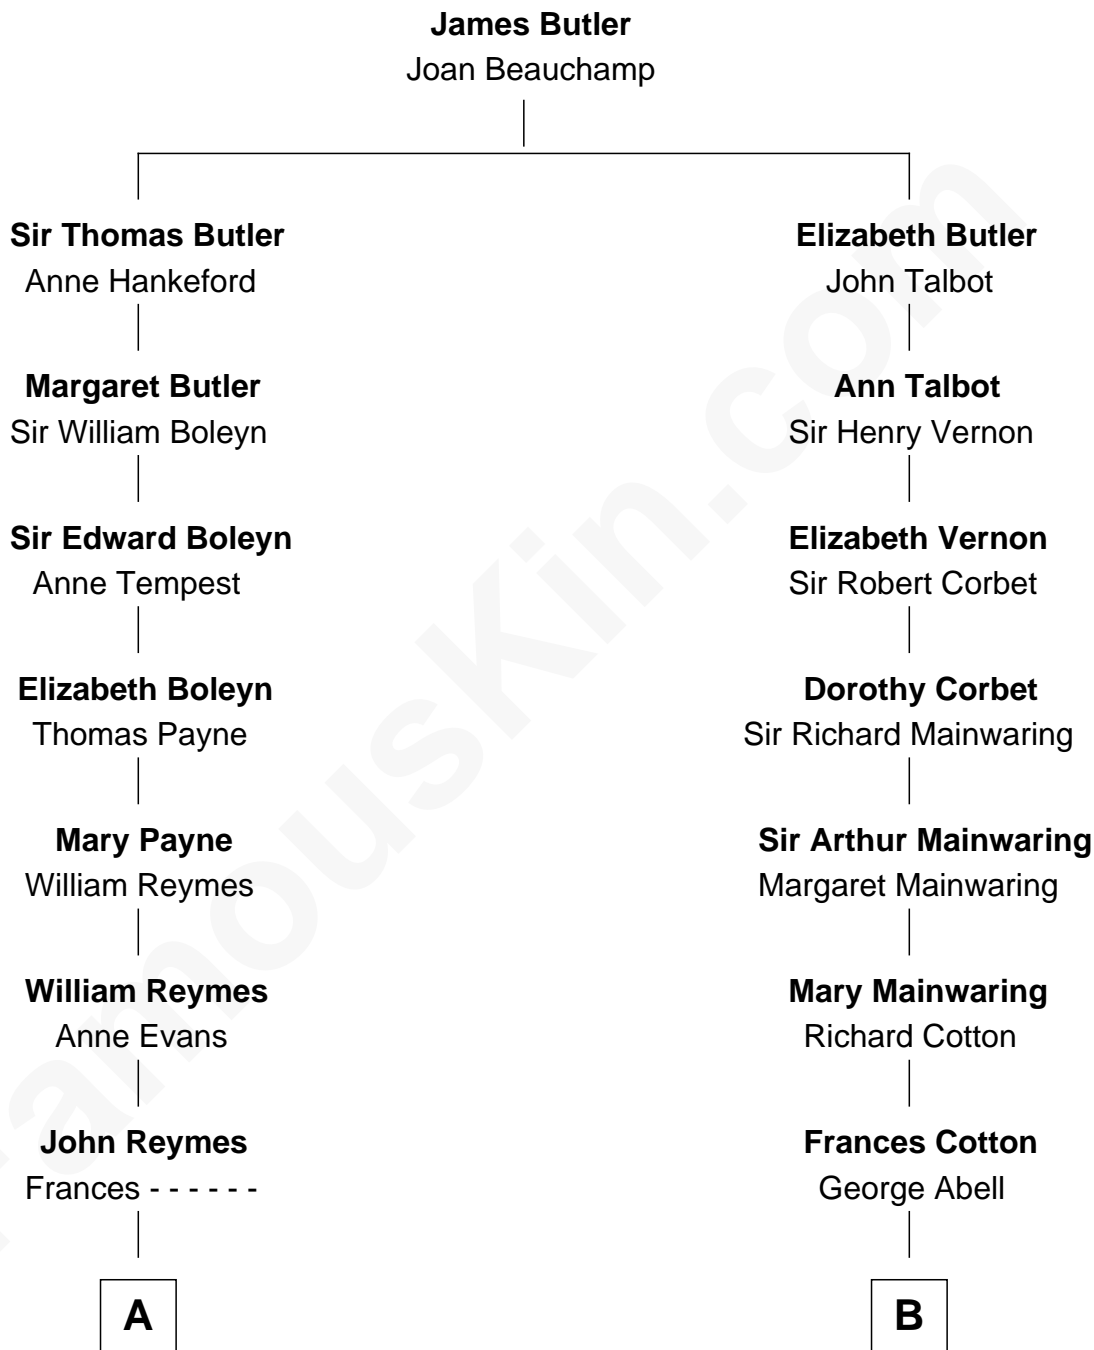 James Butler
Joan Beauchamp
Sir Thomas Butler
Anne Hankeford
Margaret Butler
Sir William Boleyn
Sir Edward Boleyn
Anne Tempest
Elizabeth Boleyn
Thomas Payne
Mary Payne
William Reymes
William Reymes
Anne Evans
John Reymes
Frances - - - - - -
A
Elizabeth Butler
John Talbot
Ann Talbot
Sir Henry Vernon
Elizabeth Vernon
Sir Robert Corbet
Dorothy Corbet
Sir Richard Mainwaring
Sir Arthur Mainwaring
Margaret Mainwaring
Mary Mainwaring
Richard Cotton
Frances Cotton
George Abell
B
FamousKin.com